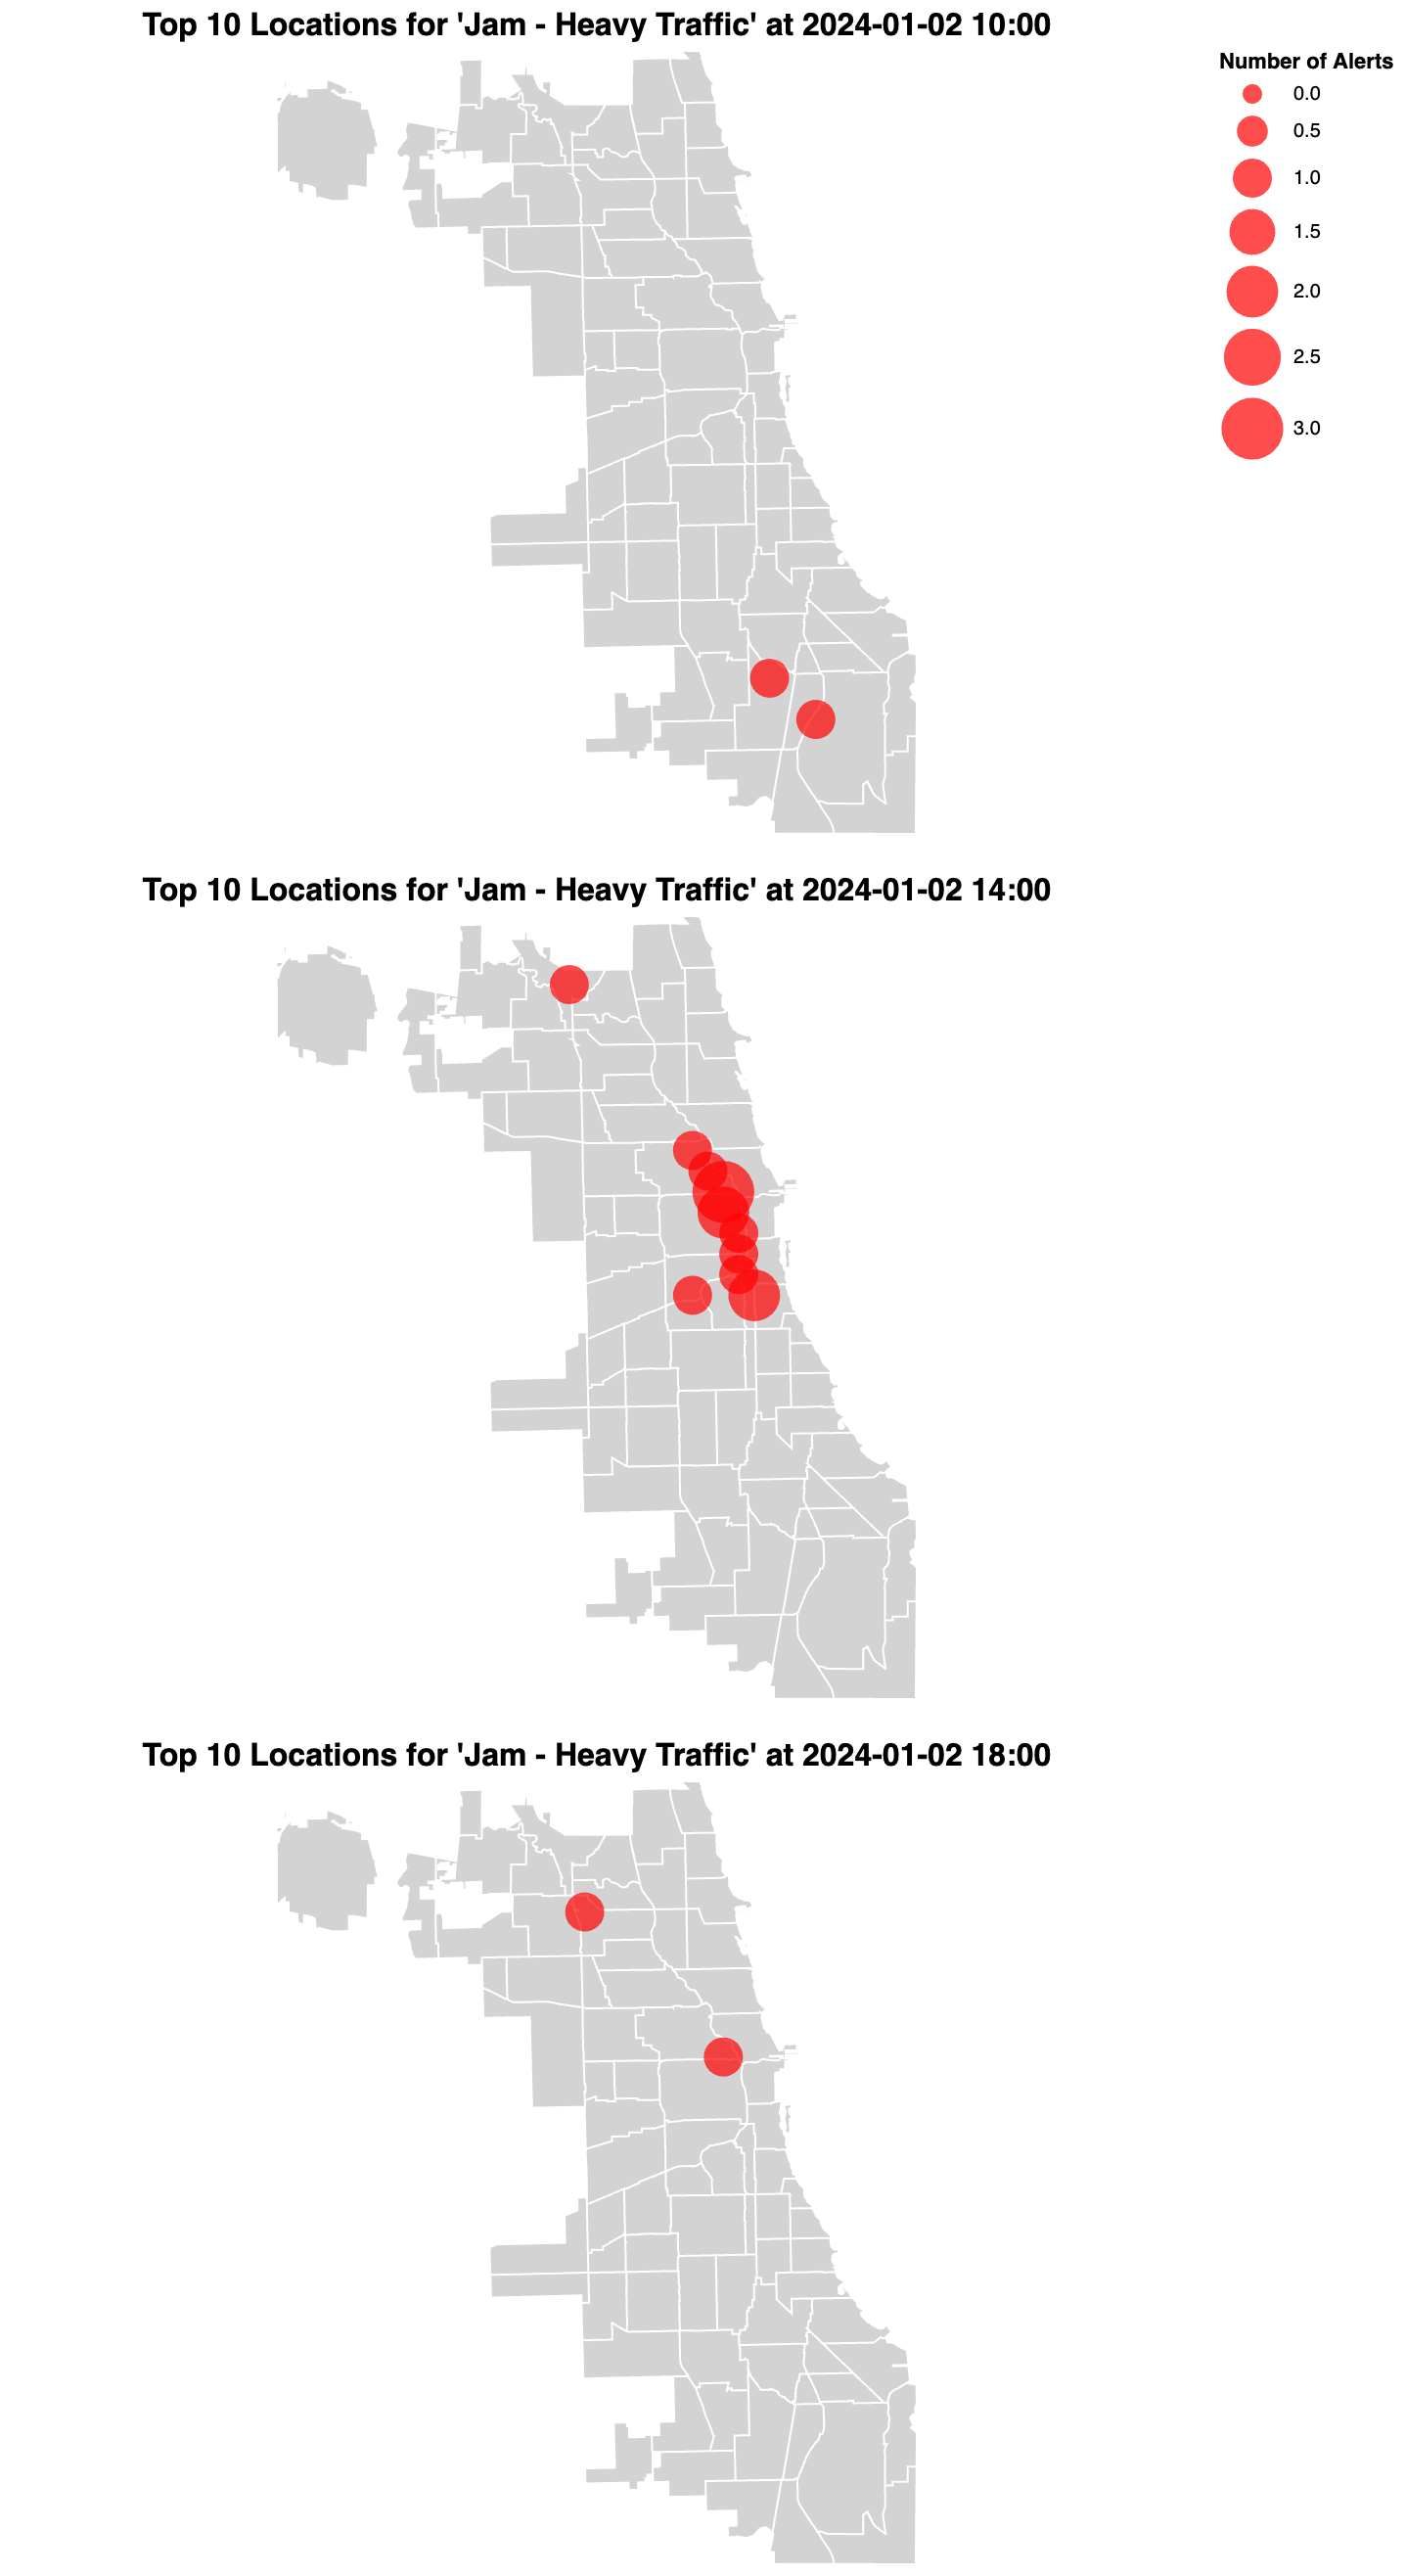 Top 10 Locations for 'Jam - Heavy Traffic' at 2024-01-02 10:00
Number of Alerts
0.0
0.5
1.0
1.5
2.0
2.5
3.0
Top 10 Locations for 'Jam - Heavy Traffic' at 2024-01-02 14:00
Top 10 Locations for 'Jam - Heavy Traffic' at 2024-01-02 18:00